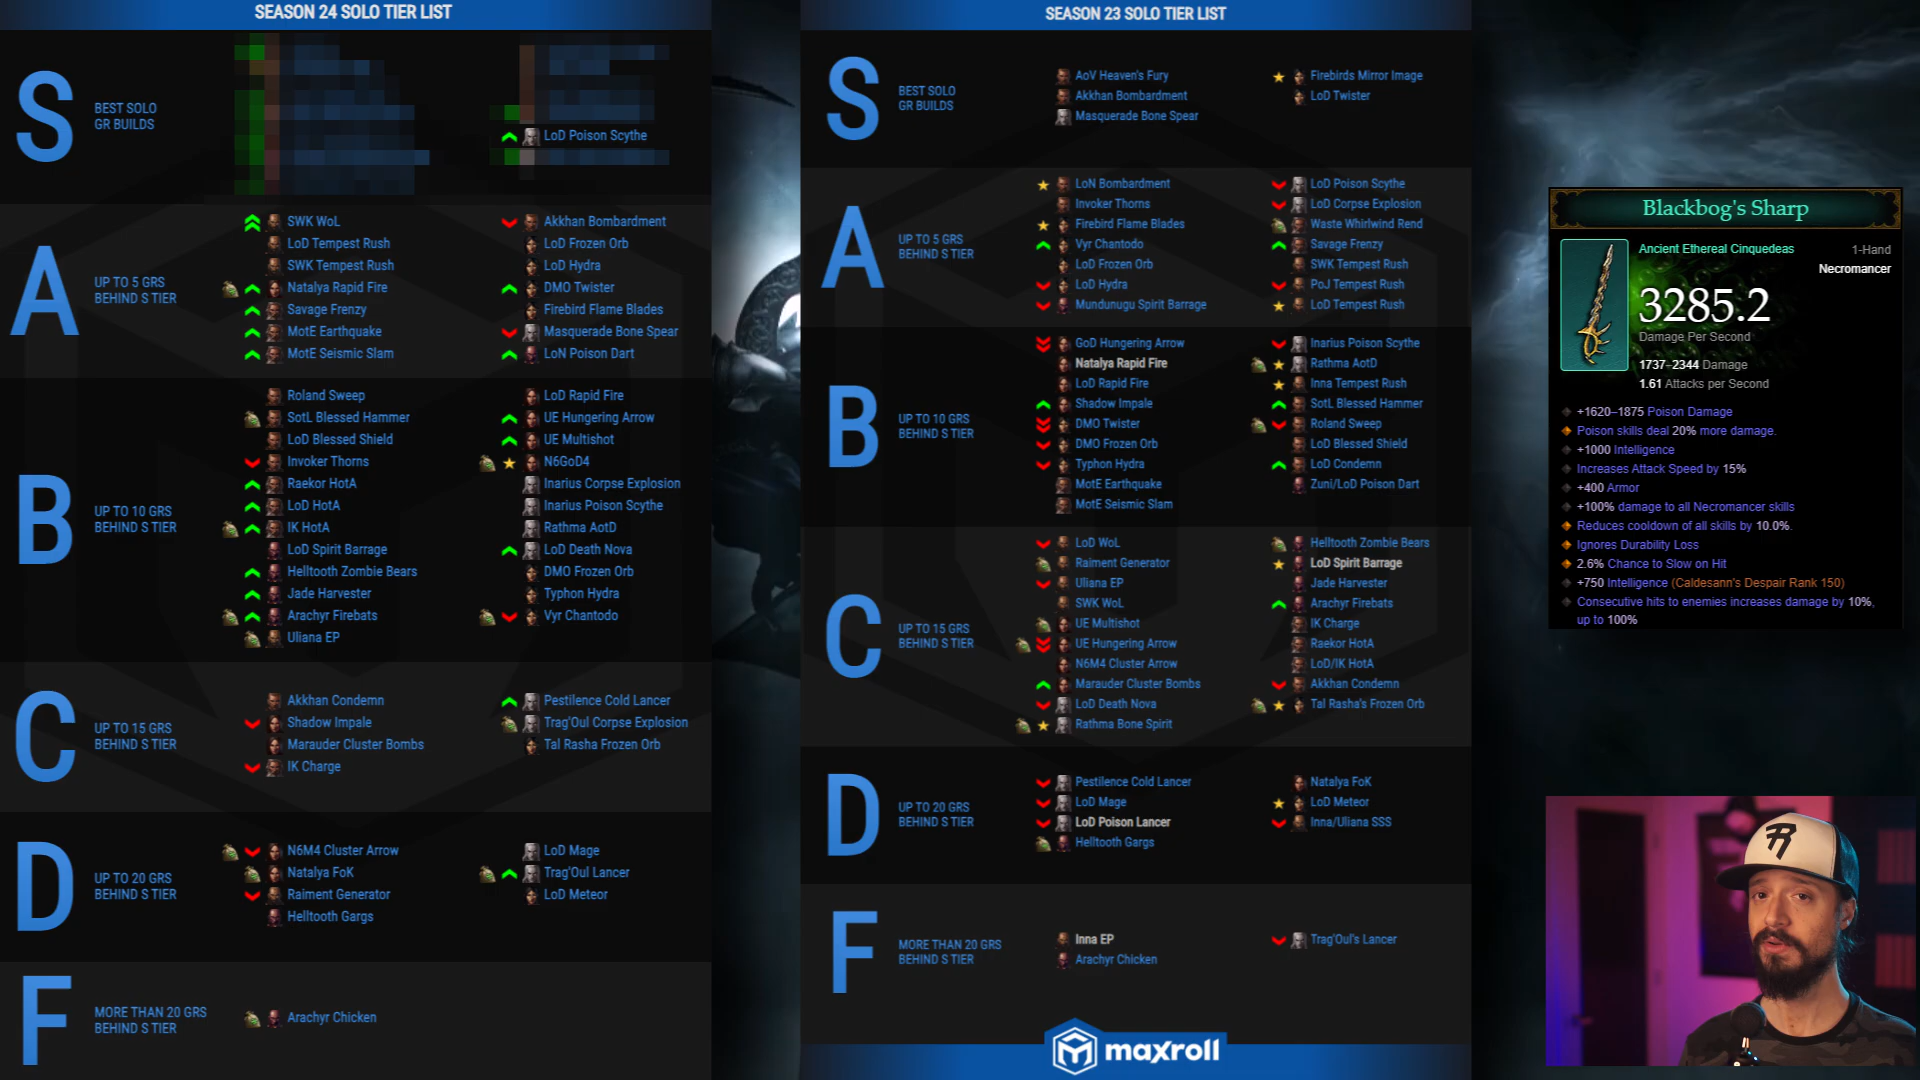 SEASON 24 SOLO TIER LIST
S
BEST SOLO
GR BUILDS
LoD Poison Scythe
A
UP TO 5 GRS
BEHIND S TIER
SWK WoL
LoD Tempest Rush
SWK Tempest Rush
Natalya Rapid Fire
Savage Frenzy
MotE Earthquake
MotE Seismic Slam
Akkhan Bombardment
LoD Frozen Orb
LoD Hydra
DMO Twister
Firebird Flame Blades
Masquerade Bone Spear
LoN Poison Dart
B
UP TO 10 GRS
BEHIND S TIER
Roland Sweep
SotL Blessed Hammer
LoD Blessed Shield
Invoker Thorns
Raekor HotA
LoD HotA
IK HotA
LoD Spirit Barrage
Helltooth Zombie Bears
Jade Harvester
Arachyr Firebats
Uliana EP
LoD Rapid Fire
UE Hungering Arrow
UE Multishot
N6GoD4
Inarius Corpse Explosion
Inarius Poison Scythe
Rathma AotD
LoD Death Nova
DMO Frozen Orb
Typhon Hydra
Vyr Chantodo
C
UP TO 15 GRS
BEHIND S TIER
Akkhan Condemn
Shadow Impale
Marauder Cluster Bombs
IK Charge
Pestilence Cold Lancer
Trag'Oul Corpse Explosion
Tal Rasha Frozen Orb
D
UP TO 20 GRS
BEHIND S TIER
N6M4 Cluster Arrow
Natalya FoK
Raiment Generator
Helltooth Gargs
LoD Mage
Trag'Oul Lancer
LoD Meteor
F
MORE THAN 20 GRS
BEHIND S TIER
Arachyr Chicken
SEASON 23 SOLO TIER LIST
S
BEST SOLO
GR BUILDS
AoV Heaven's Fury
Akkhan Bombardment
Masquerade Bone Spear
Firebirds Mirror Image
LoD Twister
A
UP TO 5 GRS
BEHIND S TIER
LoN Bombardment
Invoker Thorns
Firebird Flame Blades
Vyr Chantodo
LoD Frozen Orb
LoD Hydra
Mundunugu Spirit Barrage
LoD Poison Scythe
LoD Corpse Explosion
Waste Whirlwind Rend
Savage Frenzy
SWK Tempest Rush
PoJ Tempest Rush
LoD Tempest Rush
B
UP TO 10 GRS
BEHIND S TIER
GoD Hungering Arrow
Natalya Rapid Fire
LoD Rapid Fire
Shadow Impale
DMO Twister
DMO Frozen Orb
Typhon Hydra
MotE Earthquake
MotE Seismic Slam
Inarius Poison Scythe
Rathma AotD
Inna Tempest Rush
SotL Blessed Hammer
Roland Sweep
LoD Blessed Shield
LoD Condemn
Zuni/LoD Poison Dart
C
UP TO 15 GRS
BEHIND S TIER
LoD WoL
Raiment Generator
Uliana EP
SWK WoL
UE Multishot
UE Hungering Arrow
N6M4 Cluster Arrow
Marauder Cluster Bombs
LoD Death Nova
Rathma Bone Spirit
Helltooth Zombie Bears
LoD Spirit Barrage
Jade Harvester
Arachyr Firebats
IK Charge
Raekor HotA
LoD/IK HotA
Akkhan Condemn
Tal Rasha's Frozen Orb
D
UP TO 20 GRS
BEHIND S TIER
Pestilence Cold Lancer
LoD Mage
LoD Poison Lancer
Helltooth Gargs
Natalya FoK
LoD Meteor
Inna/Uliana SSS
F
MORE THAN 20 GRS
BEHIND S TIER
Inna EP
Arachyr Chicken
Trag'Oul's Lancer
maxroll
Blackbog's Sharp
Ancient Ethereal Cinquedeas
1-Hand
Necromancer
3285.2
Damage Per Second
1737–2344 Damage
1.61 Attacks per Second
+1620–1875 Poison Damage
Poison skills deal 20% more damage.
+1000 Intelligence
Increases Attack Speed by 15%
+400 Armor
+100% damage to all Necromancer skills
Reduces cooldown of all skills by 10.0%.
Ignores Durability Loss
2.6% Chance to Slow on Hit
+750 Intelligence (Caldesann's Despair Rank 150)
Consecutive hits to enemies increases damage by 10%,
up to 100%